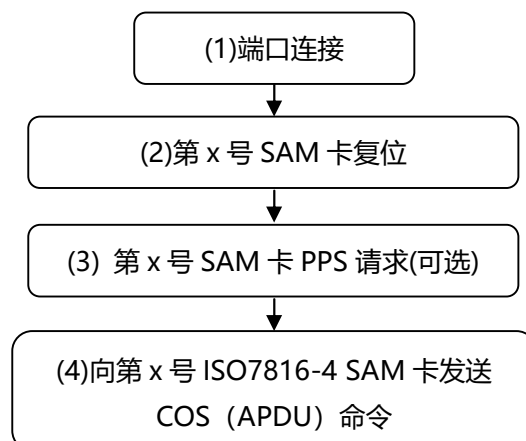 (1)端口连接
(2)第 x 号 SAM 卡复位
(3) 第 x 号 SAM 卡 PPS 请求(可选)
(4)向第 x 号 ISO7816-4 SAM 卡发送
COS（APDU）命令